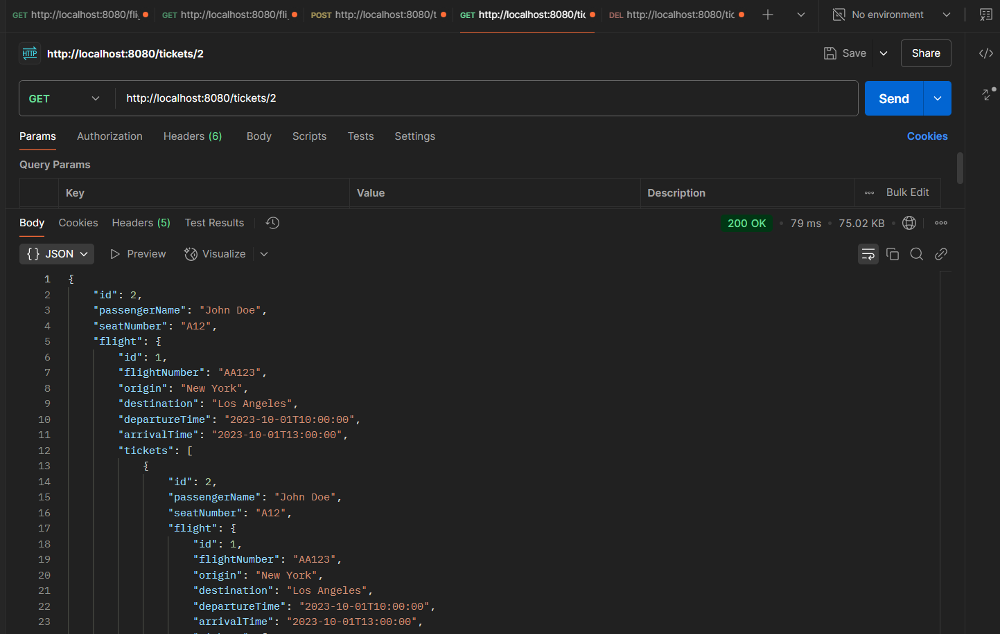 GET http://localhost:8080/fli
GET http://localhost:8080/fli
POST http://localhost:8080/t
GET http://localhost:8080/tic
DEL http://localhost:8080/tic
No environment
HTTP http://localhost:8080/tickets/2
Save
Share
GET http://localhost:8080/tickets/2
Send
Params Authorization Headers (6) Body Scripts Tests Settings Cookies
Query Params
Key Value Description Bulk Edit
Body Cookies Headers (5) Test Results 200 OK 79 ms 75.02 KB
{} JSON Preview Visualize
1 {
2 "id": 2,
3 "passengerName": "John Doe",
4 "seatNumber": "A12",
5 "flight": {
6 "id": 1,
7 "flightNumber": "AA123",
8 "origin": "New York",
9 "destination": "Los Angeles",
10 "departureTime": "2023-10-01T10:00:00",
11 "arrivalTime": "2023-10-01T13:00:00",
12 "tickets": [
13 {
14 "id": 2,
15 "passengerName": "John Doe",
16 "seatNumber": "A12",
17 "flight": {
18 "id": 1,
19 "flightNumber": "AA123",
20 "origin": "New York",
21 "destination": "Los Angeles",
22 "departureTime": "2023-10-01T10:00:00",
23 "arrivalTime": "2023-10-01T13:00:00",